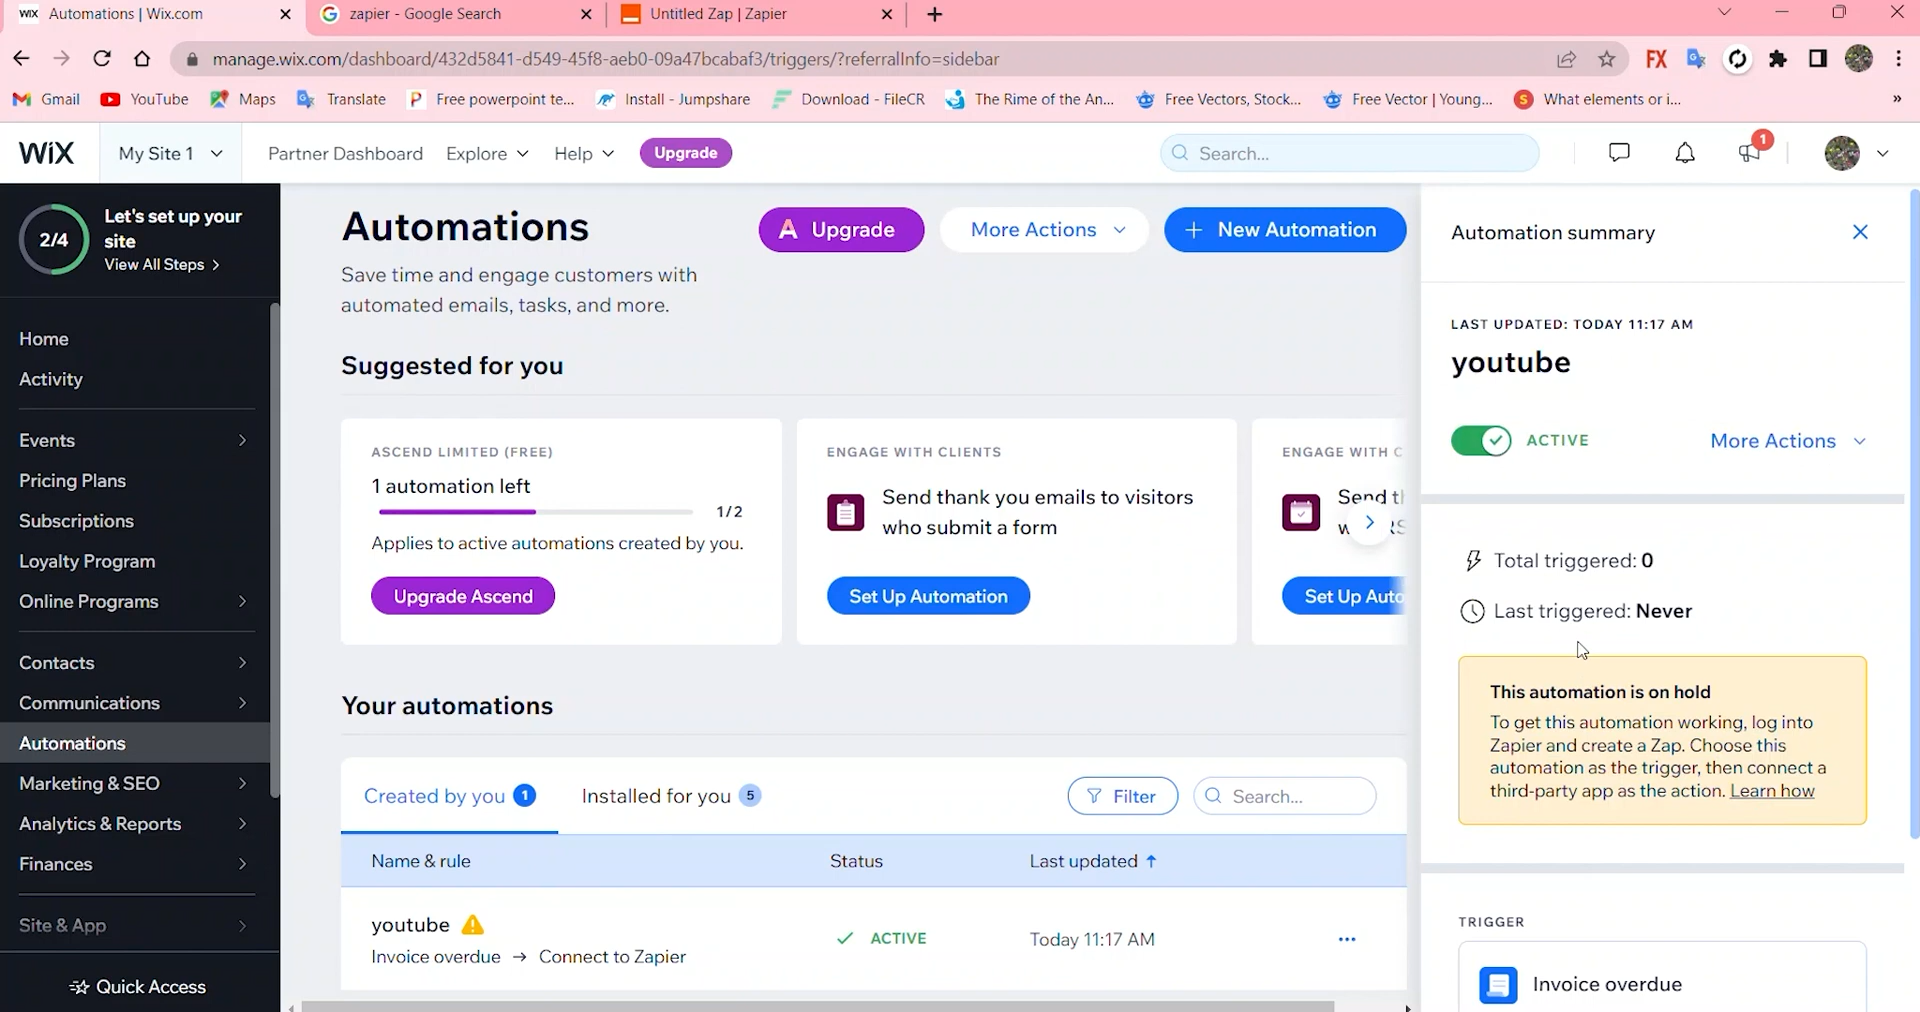 WiX Automations | Wix.com
zapier - Google Search
Untitled Zap | Zapier
manage.wix.com/dashboard/432d5841-d549-45f8-aeb0-09a47bcabaf3/triggers/?referralInfo=sidebar
FX
Gmail
YouTube
Maps
Translate
Free powerpoint te...
Install - Jumpshare
Download - FileCR
The Rime of the An...
Free Vectors, Stock...
Free Vector | Young...
What elements or i...
»
WiX
My Site 1
Partner Dashboard
Explore
Help
Upgrade
Search...
1
2/4
Let's set up your
site
View All Steps
Home
Activity
Events
Pricing Plans
Subscriptions
Loyalty Program
Online Programs
Contacts
Communications
Automations
Marketing & SEO
Analytics & Reports
Finances
Site & App
Quick Access
Automations
Save time and engage customers with
automated emails, tasks, and more.
A Upgrade
More Actions
+ New Automation
Suggested for you
ASCEND LIMITED (FREE)
1 automation left
1/2
Applies to active automations created by you.
Upgrade Ascend
ENGAGE WITH CLIENTS
Send thank you emails to visitors
who submit a form
Set Up Automation
ENGAGE WITH C
Send th
Set Up Auto
Your automations
Created by you 1
Installed for you 5
Filter
Search...
Name & rule
Status
Last updated ↑
youtube
Invoice overdue → Connect to Zapier
ACTIVE
Today 11:17 AM
...
Automation summary
LAST UPDATED: TODAY 11:17 AM
youtube
ACTIVE
More Actions
Total triggered: 0
Last triggered: Never
This automation is on hold
To get this automation working, log into
Zapier and create a Zap. Choose this
automation as the trigger, then connect a
third-party app as the action. Learn how
TRIGGER
Invoice overdue